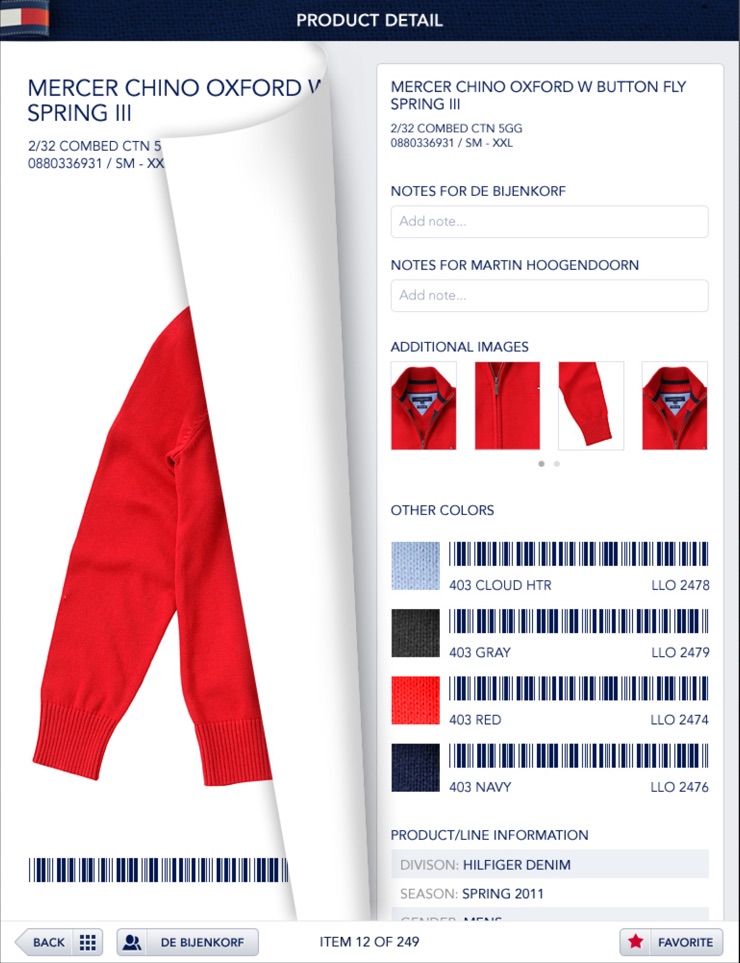 PRODUCT DETAIL
MERCER CHINO OXFORD
SPRING III
2/32 COMBED CTN 5
0880336931 / SM - XX
MERCER CHINO OXFORD W BUTTON FLY
SPRING III
2/32 COMBED CTN 5GG
0880336931 / SM - XXL
NOTES FOR DE BIJENKORF
Add note...
NOTES FOR MARTIN HOOGENDOORN
Add note...
ADDITIONAL IMAGES
OTHER COLORS
403 CLOUD HTR LLO 2478
403 GRAY LLO 2479
403 RED LLO 2474
403 NAVY LLO 2476
PRODUCT/LINE INFORMATION
DIVISON: HILFIGER DENIM
SEASON: SPRING 2011
GENDER: MENS
BACK
DE BIJENKORF
ITEM 12 OF 249
FAVORITE